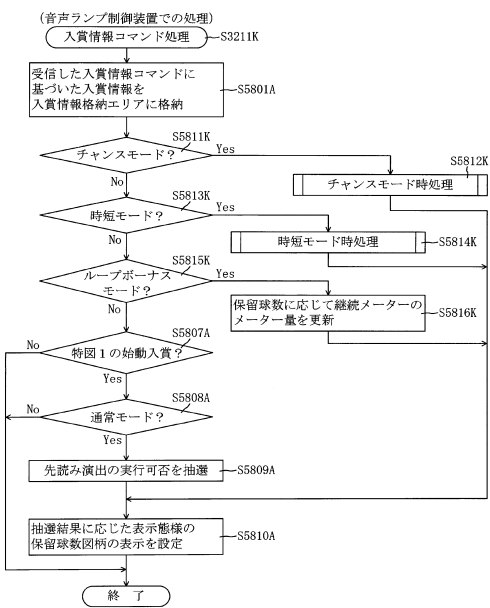 (音声ランプ制御装置での処理)
入賞情報コマンド処理
S3211K
受信した入賞情報コマンドに
基づいた入賞情報を
入賞情報格納エリアに格納
S5801A
チャンスモード?
S5811K
Yes
No
チャンスモード時処理
S5812K
時短モード?
S5813K
Yes
No
時短モード時処理
S5814K
ループボーナス
モード?
S5815K
Yes
No
保留球数に応じて継続メーターの
メーター量を更新
S5816K
特図1の始動入賞?
S5807A
No
Yes
通常モード?
S5808A
No
Yes
先読み演出の実行可否を抽選
S5809A
抽選結果に応じた表示態様の
保留球数図柄の表示を設定
S5810A
終 了